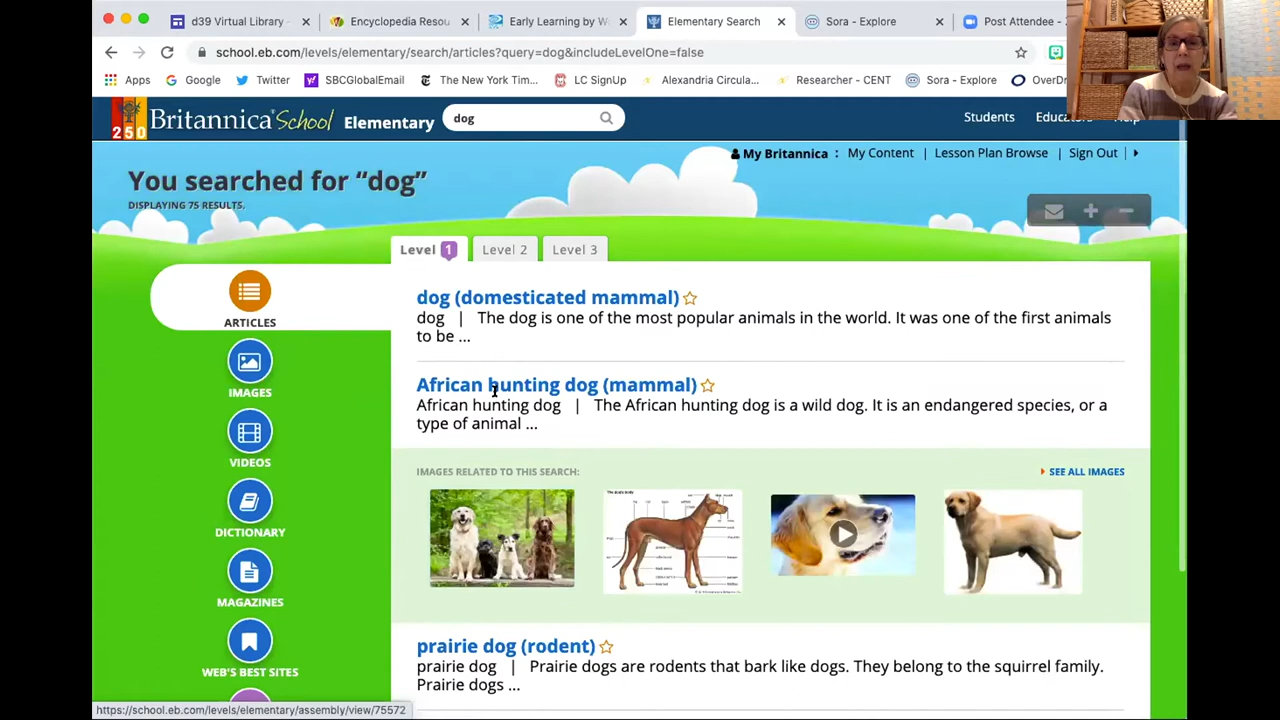 d39 Virtual Library
Encyclopedia Resou
Early Learning by W
Elementary Search
Sora - Explore
Post Attendee -
school.eb.com/levels/elementary/search/articles?query=dog&includeLevelOne=false
Apps
Google
Twitter
SBCGlobalEmail
The New York Tim...
LC SignUp
Alexandria Circula...
Researcher - CENT
Sora - Explore
OverD
250
Britannica School Elementary
dog
Students
Educators
Help
My Britannica : My Content | Lesson Plan Browse | Sign Out
You searched for "dog"
DISPLAYING 75 RESULTS.
Level 1
Level 2
Level 3
ARTICLES
IMAGES
VIDEOS
DICTIONARY
MAGAZINES
WEB'S BEST SITES
dog (domesticated mammal)
dog | The dog is one of the most popular animals in the world. It was one of the first animals
to be ...
African hunting dog (mammal)
African hunting dog | The African hunting dog is a wild dog. It is an endangered species, or a
type of animal ...
IMAGES RELATED TO THIS SEARCH:
SEE ALL IMAGES
prairie dog (rodent)
prairie dog | Prairie dogs are rodents that bark like dogs. They belong to the squirrel family.
Prairie dogs ...
https://school.eb.com/levels/elementary/assembly/view/75572